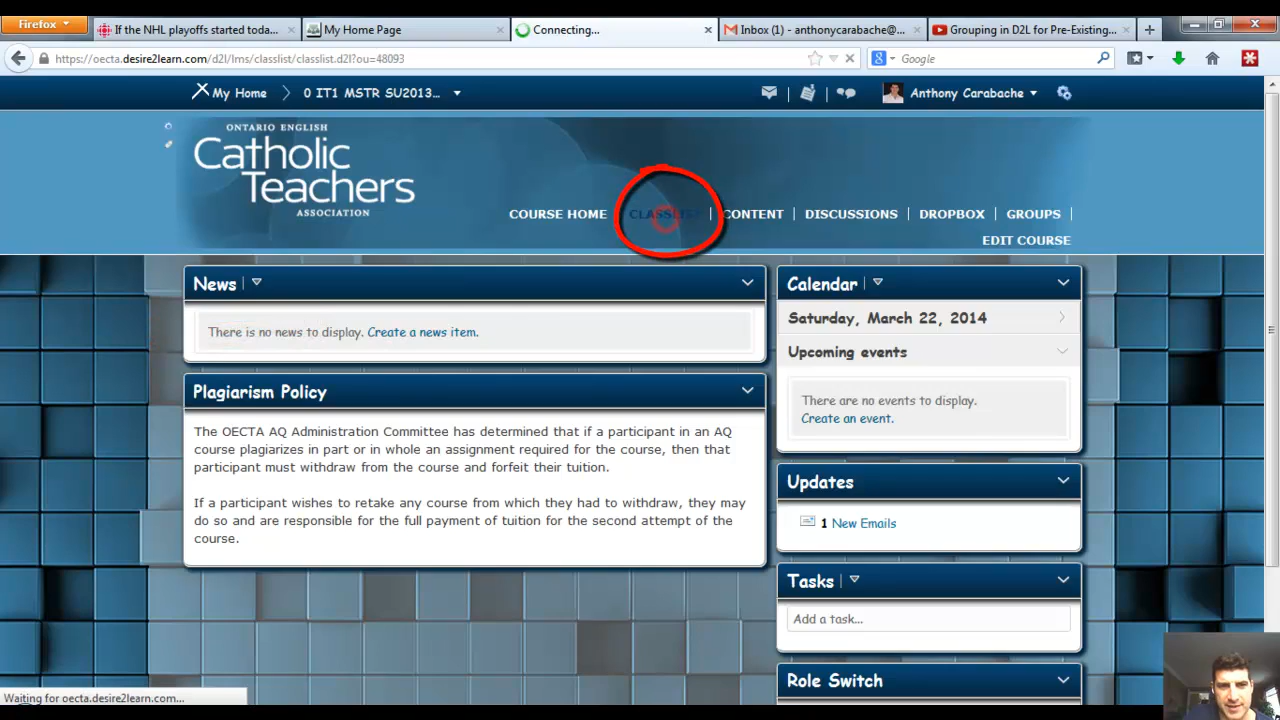 Firefox
If the NHL playoffs started toda...
My Home Page
Connecting...
Inbox (1) - anthonycarabache@...
Grouping in D2L for Pre-Existing...
https://oecta.desire2learn.com/d2l/lms/classlist/classlist.d2l?ou=48093
Google
My Home
0 IT1 MSTR SU2013...
Anthony Carabache
ONTARIO ENGLISH
Catholic
Teachers
ASSOCIATION
COURSE HOME CLASSLIST CONTENT DISCUSSIONS DROPBOX GROUPS
EDIT COURSE
News
There is no news to display. Create a news item.
Plagiarism Policy
The OECTA AQ Administration Committee has determined that if a participant in an AQ
course plagiarizes in part or in whole an assignment required for the course, then that
participant must withdraw from the course and forfeit their tuition.
If a participant wishes to retake any course from which they had to withdraw, they may
do so and are responsible for the full payment of tuition for the second attempt of the
course.
Calendar
Saturday, March 22, 2014
Upcoming events
There are no events to display.
Create an event.
Updates
1 New Emails
Tasks
Add a task...
Role Switch
Waiting for oecta.desire2learn.com...